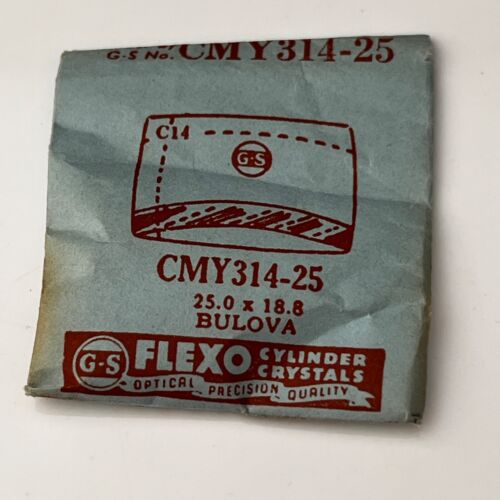 G-S No. CMY314-25
C14
G·S
CMY314-25
25.0 x 18.8
BULOVA
G·S FLEXO CYLINDER CRYSTALS
OPTICAL PRECISION QUALITY